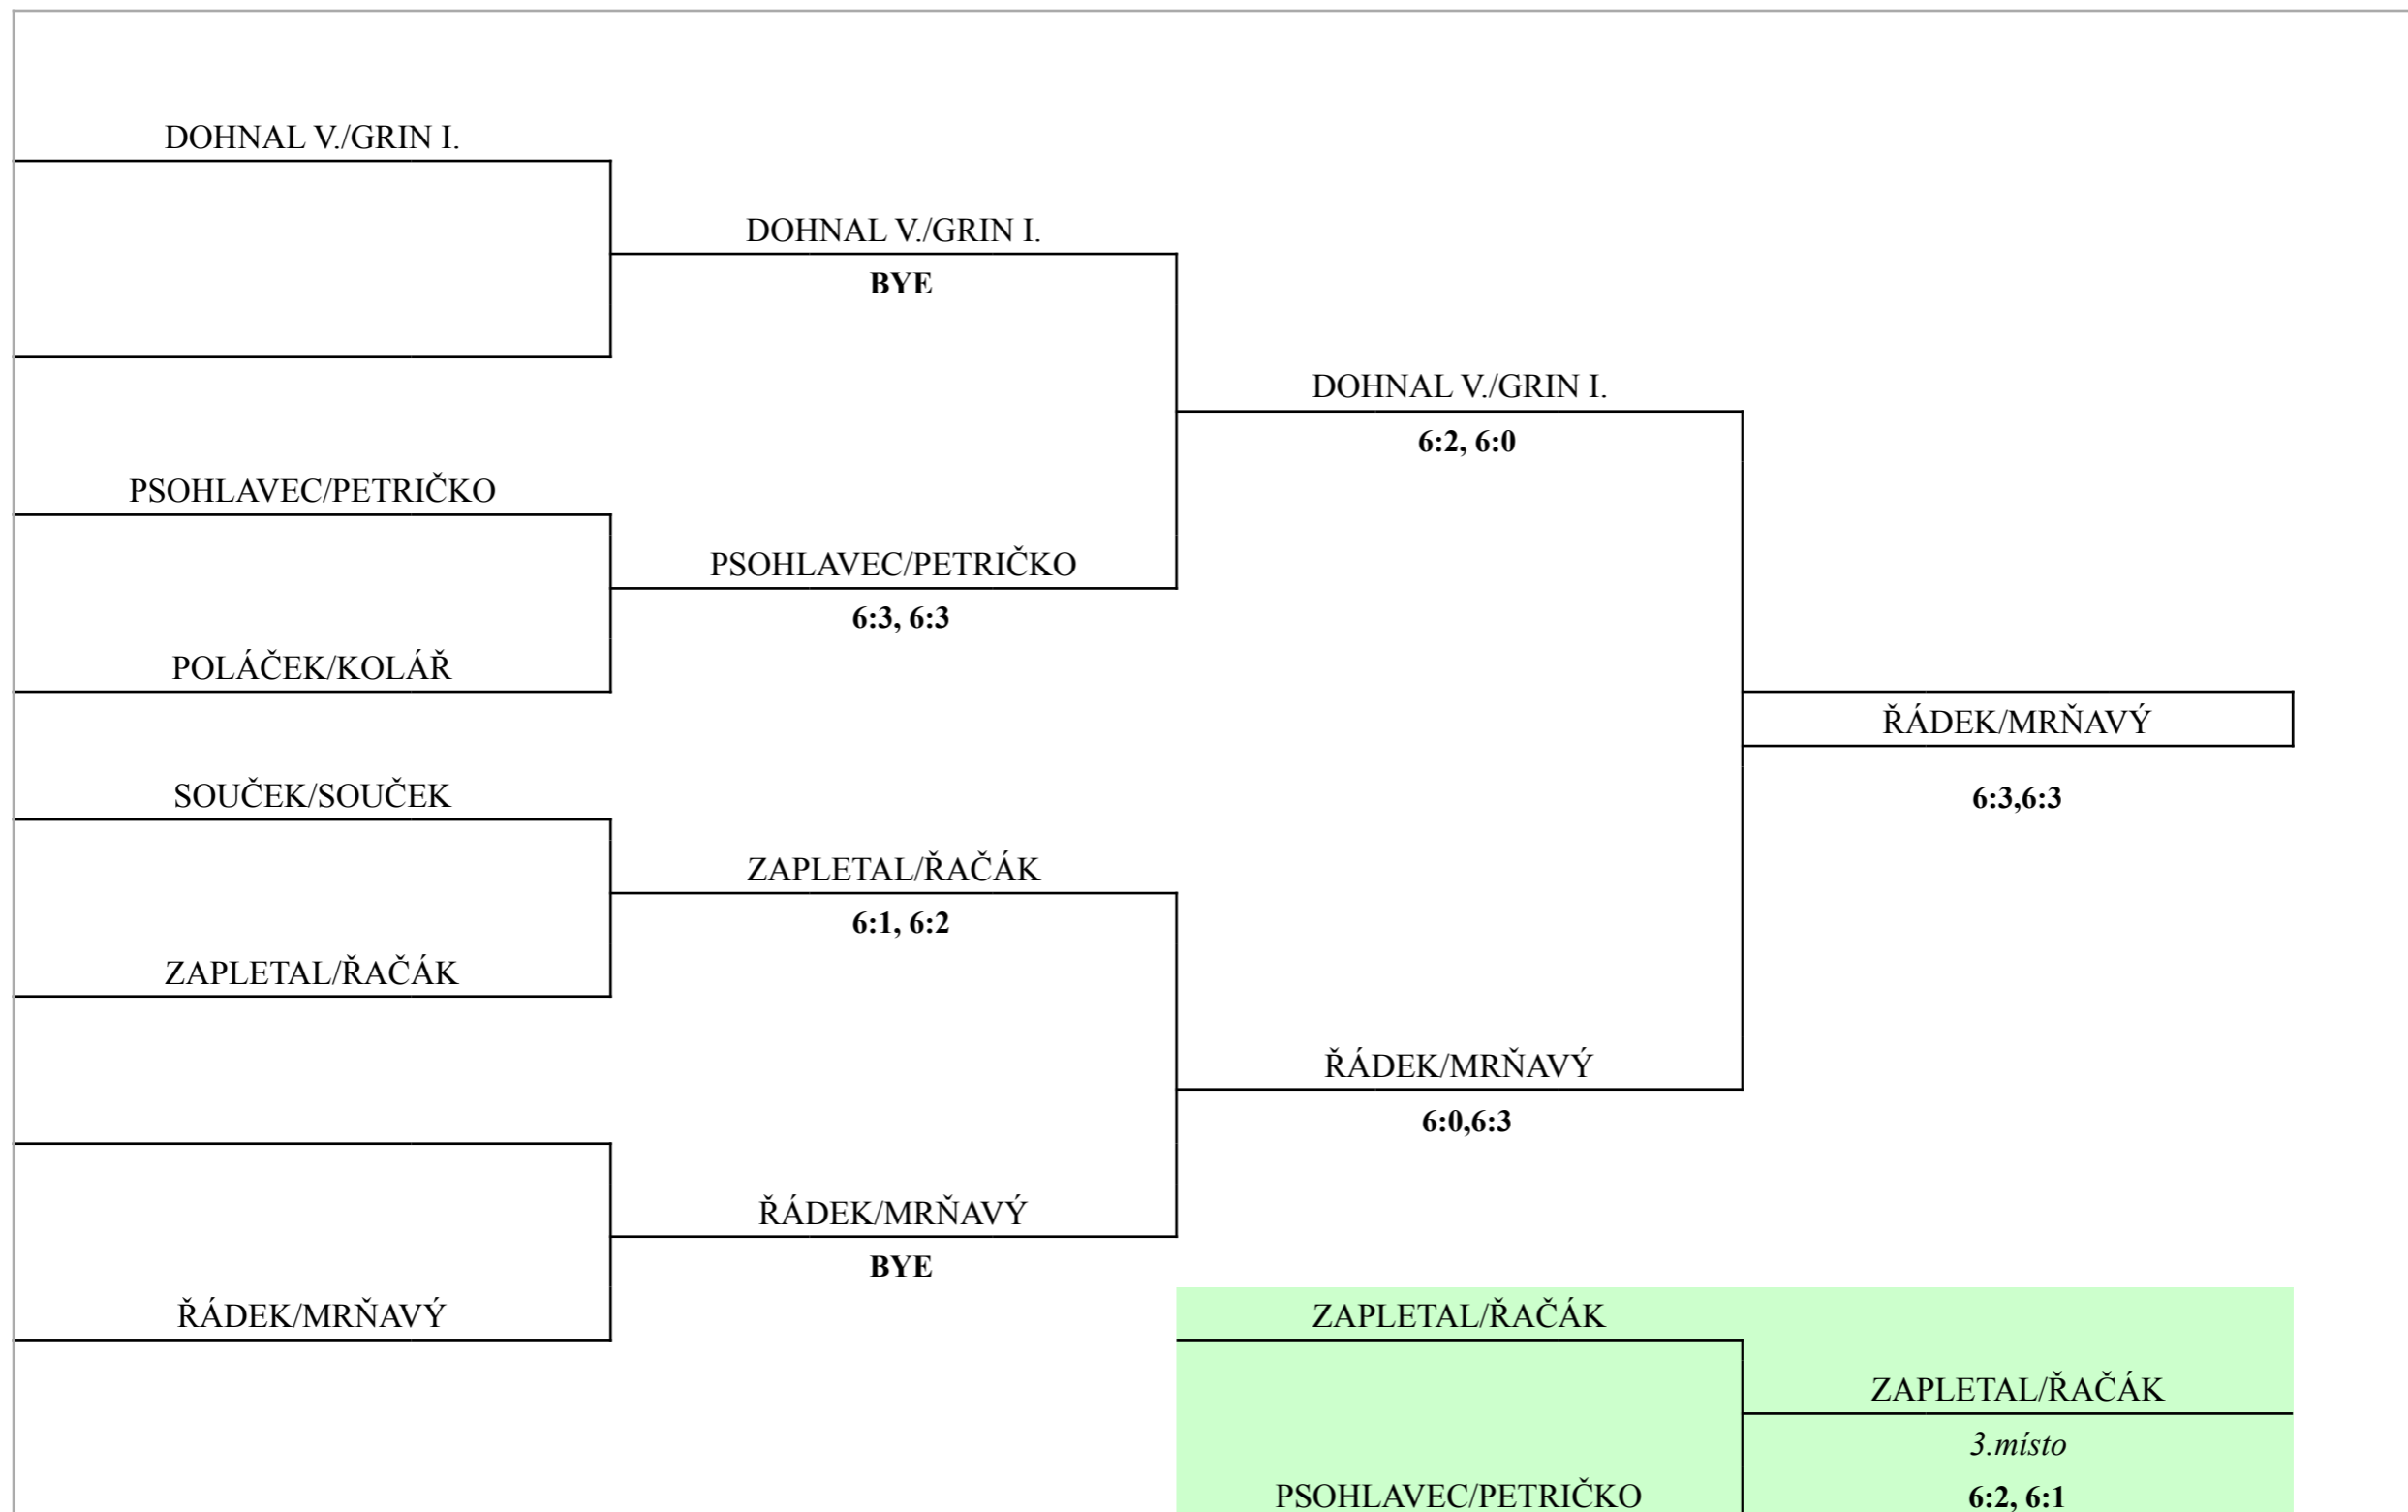 DOHNAL V./GRIN I.
DOHNAL V./GRIN I.
BYE
DOHNAL V./GRIN I.
6:2, 6:0
PSOHLAVEC/PETRIČKO
PSOHLAVEC/PETRIČKO
6:3, 6:3
POLÁČEK/KOLÁŘ
ŘÁDEK/MRŇAVÝ
6:3,6:3
SOUČEK/SOUČEK
ZAPLETAL/ŘAČÁK
6:1, 6:2
ZAPLETAL/ŘAČÁK
ŘÁDEK/MRŇAVÝ
6:0,6:3
ŘÁDEK/MRŇAVÝ
BYE
ŘÁDEK/MRŇAVÝ
ZAPLETAL/ŘAČÁK
ZAPLETAL/ŘAČÁK
3.místo
PSOHLAVEC/PETRIČKO
6:2, 6:1